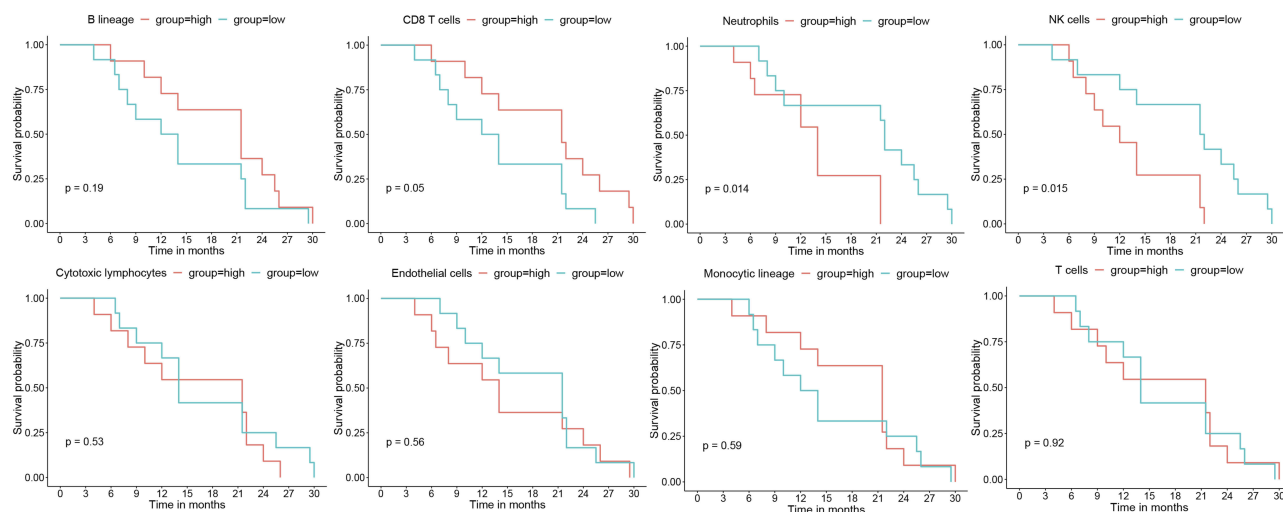 B lineage group=high group=low
Survival probability
1.00
0.75
0.50
0.25
0.00
p = 0.19
0 3 6 9 12 15 18 21 24 27 30
Time in months
CD8 T cells group=high group=low
Survival probability
1.00
0.75
0.50
0.25
0.00
p = 0.05
0 3 6 9 12 15 18 21 24 27 30
Time in months
Neutrophils group=high group=low
Survival probability
1.00
0.75
0.50
0.25
0.00
p = 0.014
0 3 6 9 12 15 18 21 24 27 30
Time in months
NK cells group=high group=low
Survival probability
1.00
0.75
0.50
0.25
0.00
p = 0.015
0 3 6 9 12 15 18 21 24 27 30
Time in months
Cytotoxic lymphocytes group=high group=low
Survival probability
1.00
0.75
0.50
0.25
0.00
p = 0.53
0 3 6 9 12 15 18 21 24 27 30
Time in months
Endothelial cells group=high group=low
Survival probability
1.00
0.75
0.50
0.25
0.00
p = 0.56
0 3 6 9 12 15 18 21 24 27 30
Time in months
Monocytic lineage group=high group=low
Survival probability
1.00
0.75
0.50
0.25
0.00
p = 0.59
0 3 6 9 12 15 18 21 24 27 30
Time in months
T cells group=high group=low
Survival probability
1.00
0.75
0.50
0.25
0.00
p = 0.92
0 3 6 9 12 15 18 21 24 27 30
Time in months